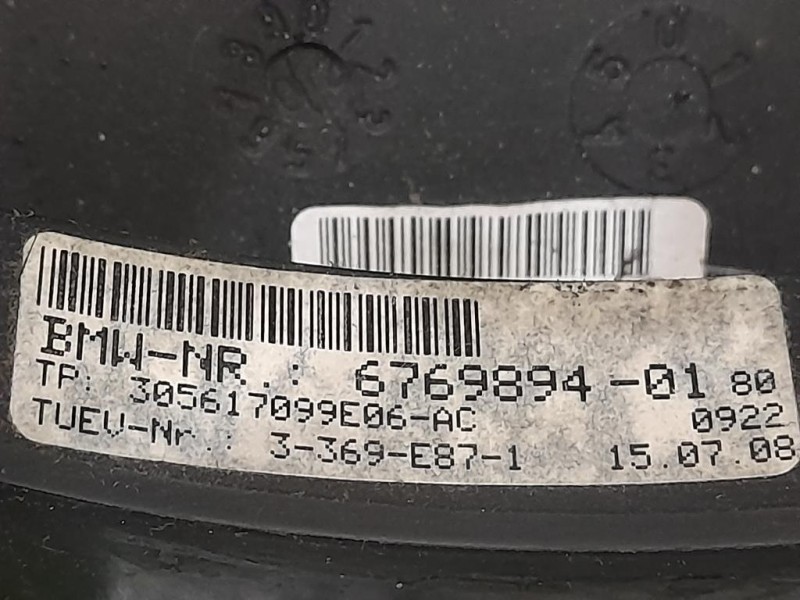 BMW-NR.: 6769894-01 80
TP: 305617099E06-AC 0922
TUEV-Nr.: 3-369-E87-1 15.07.08